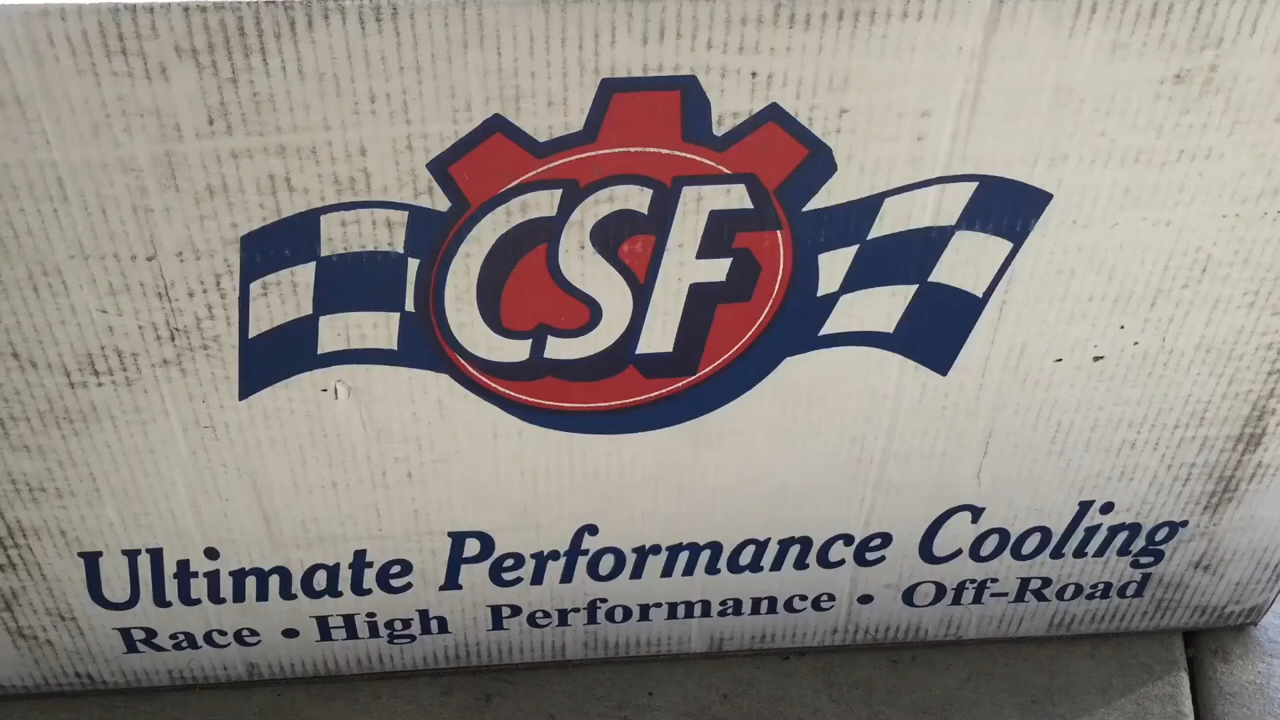 CSF
Ultimate Performance Cooling
Race • High Performance • Off-Road